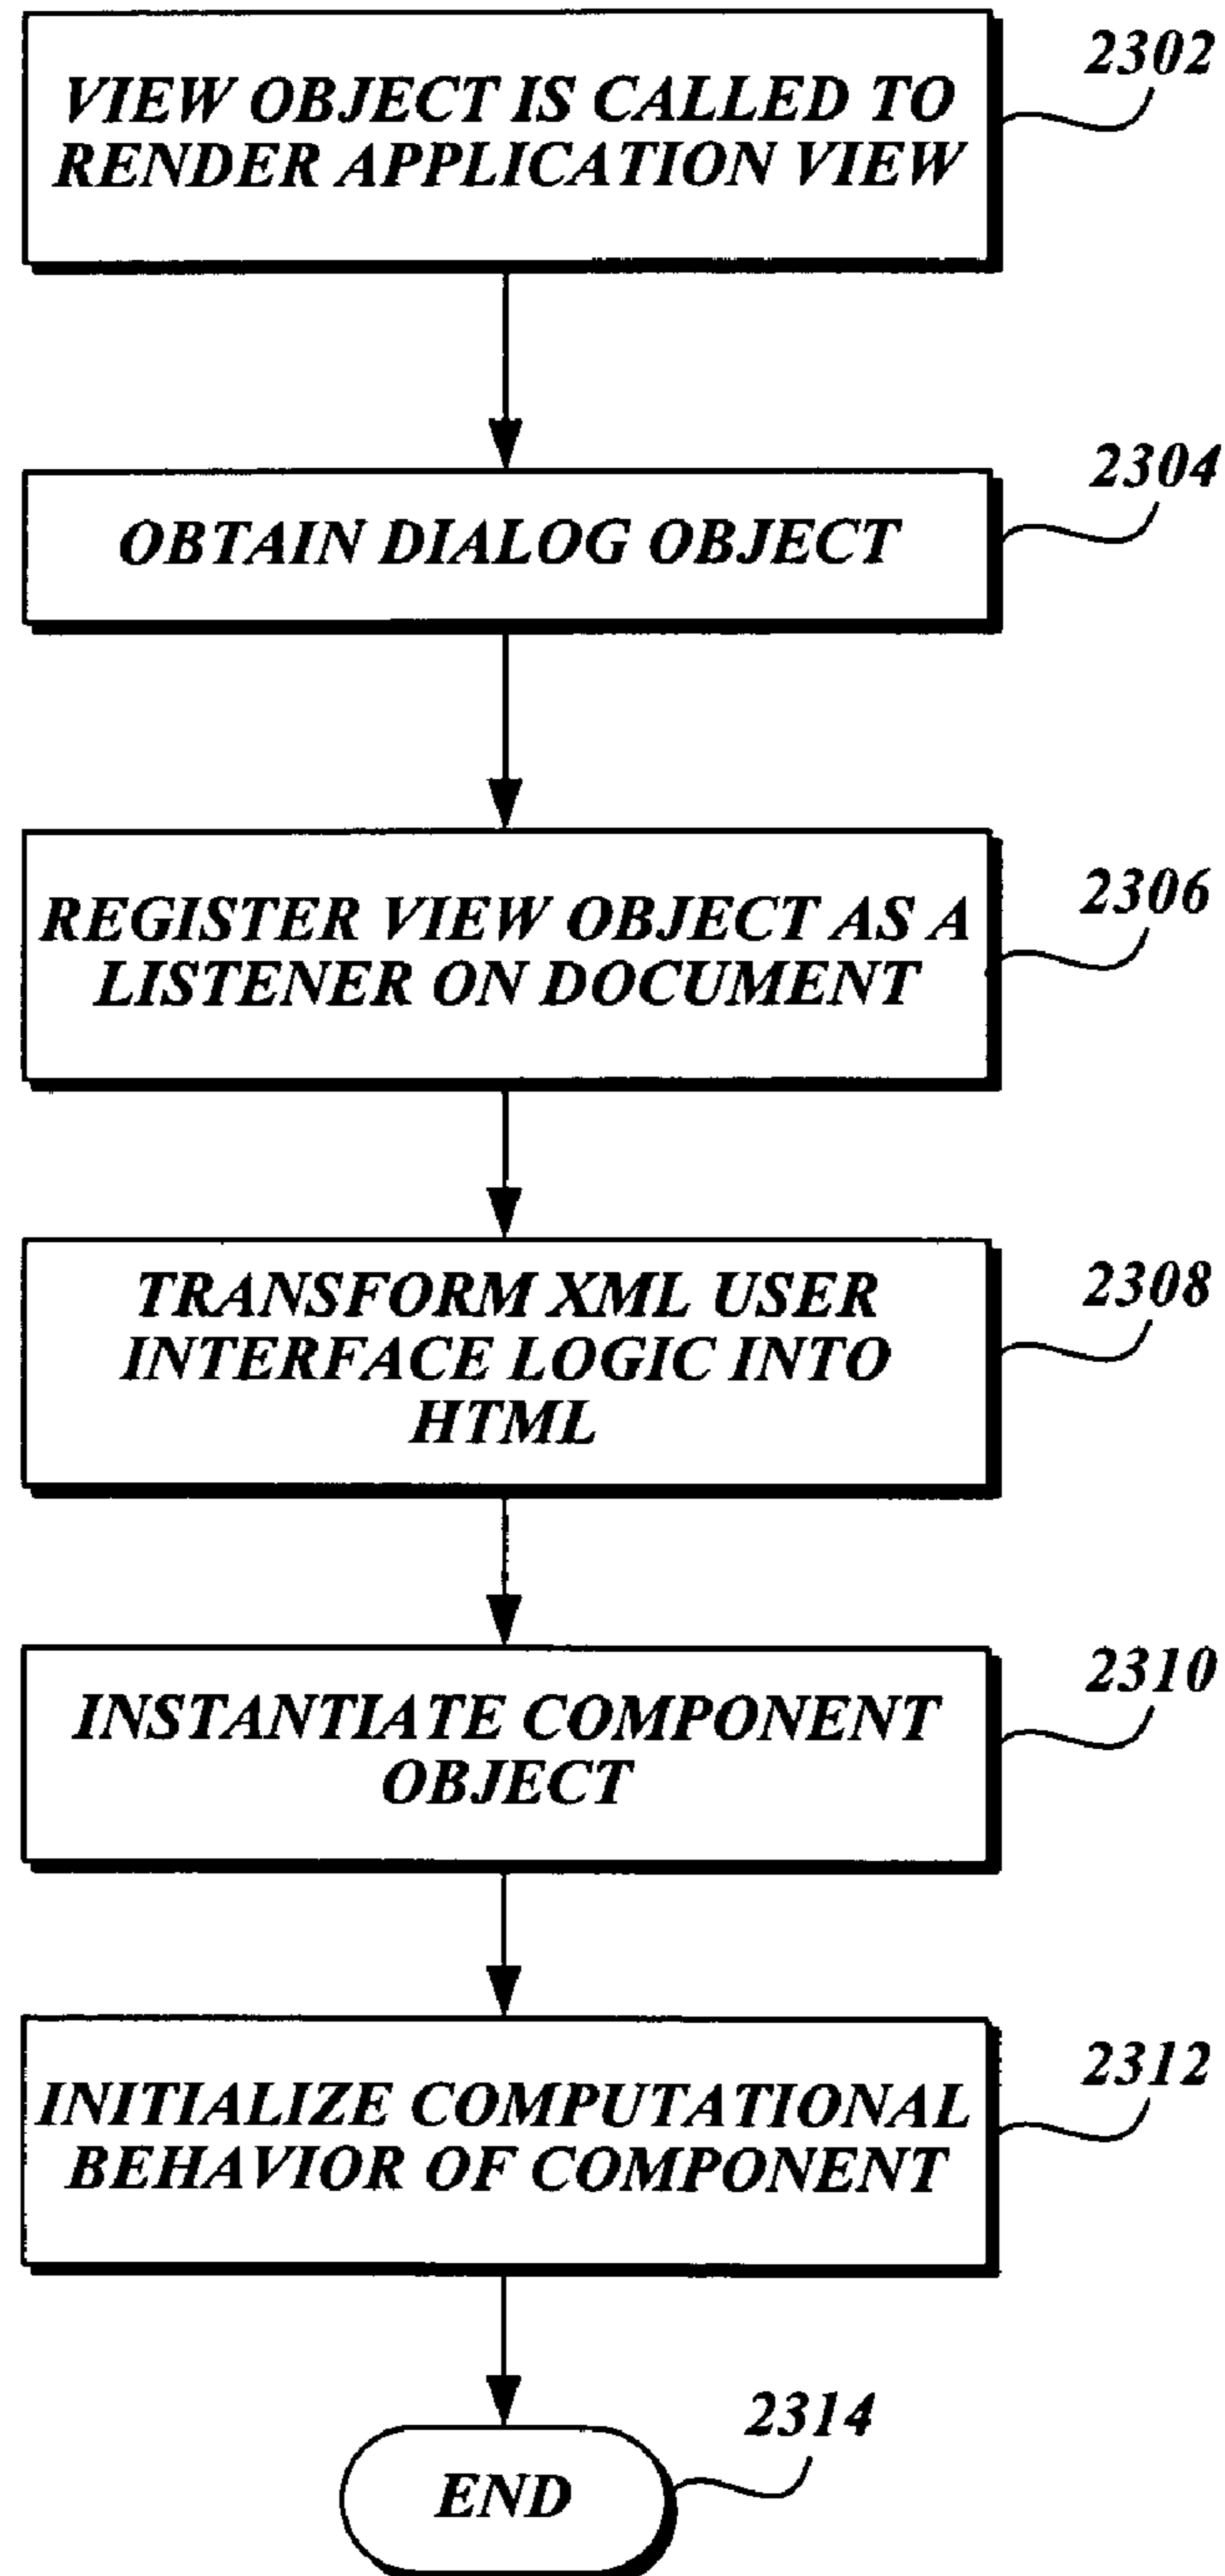 2302
VIEW OBJECT IS CALLED TO
RENDER APPLICATION VIEW
2304
OBTAIN DIALOG OBJECT
2306
REGISTER VIEW OBJECT AS A
LISTENER ON DOCUMENT
2308
TRANSFORM XML USER
INTERFACE LOGIC INTO
HTML
2310
INSTANTIATE COMPONENT
OBJECT
2312
INITIALIZE COMPUTATIONAL
BEHAVIOR OF COMPONENT
2314
END